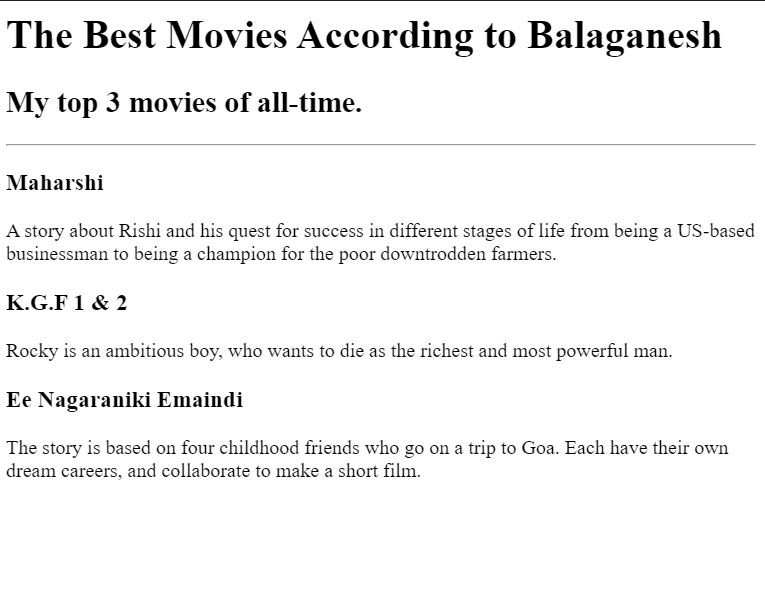 The Best Movies According to Balaganesh
My top 3 movies of all-time.
Maharshi
A story about Rishi and his quest for success in different stages of life from being a US-based
businessman to being a champion for the poor downtrodden farmers.
K.G.F 1 & 2
Rocky is an ambitious boy, who wants to die as the richest and most powerful man.
Ee Nagaraniki Emaindi
The story is based on four childhood friends who go on a trip to Goa. Each have their own
dream careers, and collaborate to make a short film.